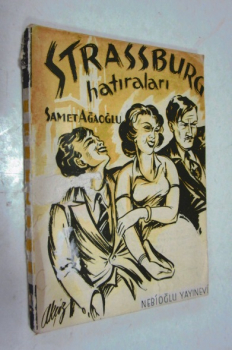 STRASSBURG
hatıraları
SAMET AĞAOĞLU
NEBİOĞLU YAYINEVİ